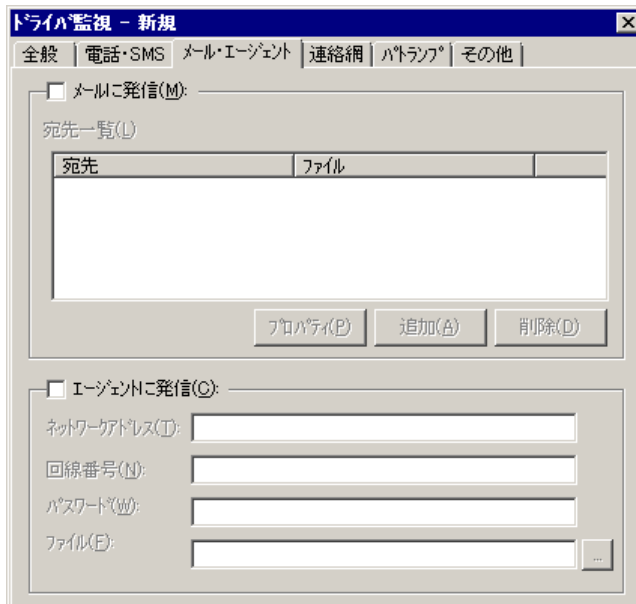 ﾄﾞﾗｲﾊﾞ監視 - 新規
全般 電話・SMS ﾒｰﾙ・ｴｰｼﾞｪﾝﾄ 連絡網 ﾊﾟﾄﾗﾝﾌﾟ その他
ﾒｰﾙに発信(M):
宛先一覧(L)
宛先 ﾌｧｲﾙ
ﾌﾟﾛﾊﾟﾃｨ(P) 追加(A) 削除(D)
ｴｰｼﾞｪﾝﾄに発信(C):
ﾈｯﾄﾜｰｸｱﾄﾞﾚｽ(T):
回線番号(N):
ﾊﾟｽﾜｰﾄﾞ(W):
ﾌｧｲﾙ(F):
...